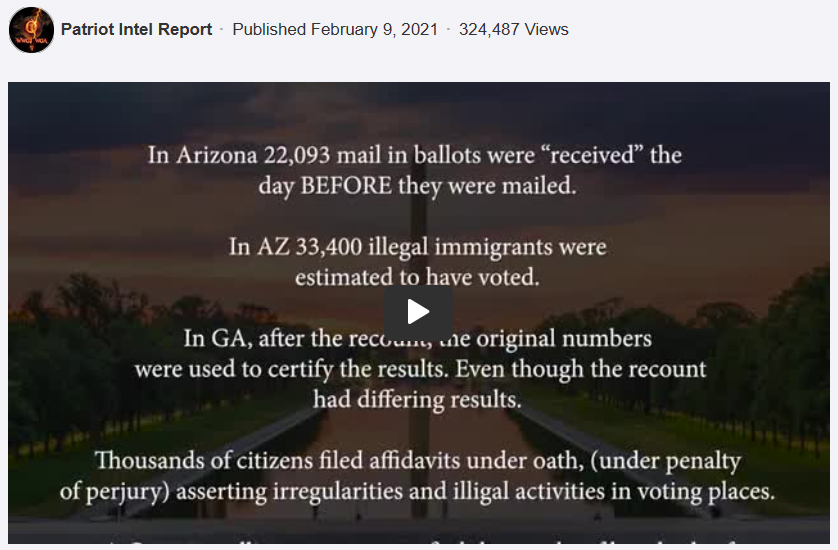 Patriot Intel Report · Published February 9, 2021 · 324,487 Views
In Arizona 22,093 mail in ballots were “received” the
day BEFORE they were mailed.
In AZ 33,400 illegal immigrants were
estimated to have voted.
In GA, after the recount, the original numbers
were used to certify the results. Even though the recount
had differing results.
Thousands of citizens filed affidavits under oath, (under penalty
of perjury) asserting irregularities and illigal activities in voting places.